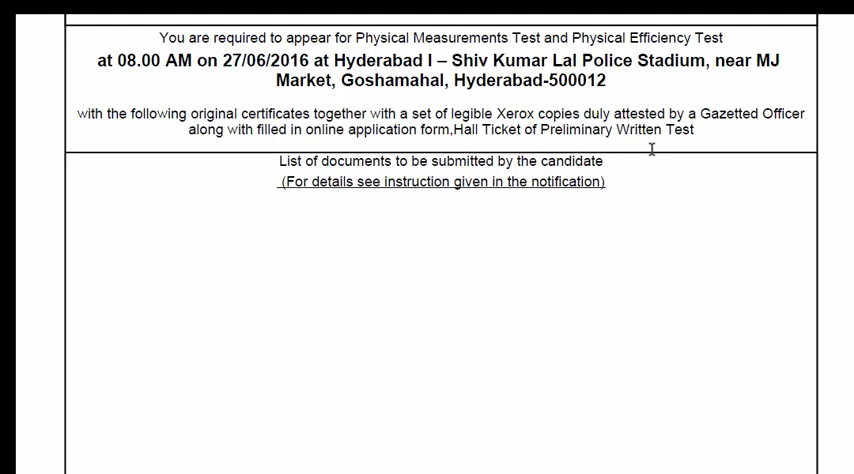 You are required to appear for Physical Measurements Test and Physical Efficiency Test
at 08.00 AM on 27/06/2016 at Hyderabad I – Shiv Kumar Lal Police Stadium, near MJ
Market, Goshamahal, Hyderabad-500012
with the following original certificates together with a set of legible Xerox copies duly attested by a Gazetted Officer
along with filled in online application form,Hall Ticket of Preliminary Written Test
List of documents to be submitted by the candidate
(For details see instruction given in the notification)